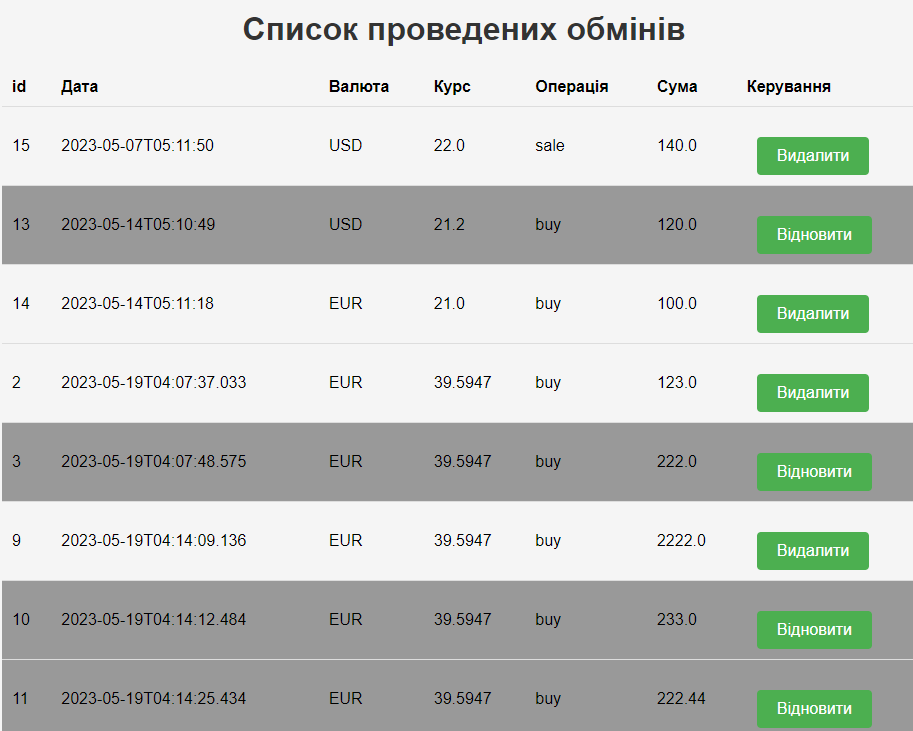 Список проведених обмінів
id Дата Валюта Курс Операція Сума Керування
15 2023-05-07T05:11:50 USD 22.0 sale 140.0 Видалити
13 2023-05-14T05:10:49 USD 21.2 buy 120.0 Відновити
14 2023-05-14T05:11:18 EUR 21.0 buy 100.0 Видалити
2 2023-05-19T04:07:37.033 EUR 39.5947 buy 123.0 Видалити
3 2023-05-19T04:07:48.575 EUR 39.5947 buy 222.0 Відновити
9 2023-05-19T04:14:09.136 EUR 39.5947 buy 2222.0 Видалити
10 2023-05-19T04:14:12.484 EUR 39.5947 buy 233.0 Відновити
11 2023-05-19T04:14:25.434 EUR 39.5947 buy 222.44 Відновити